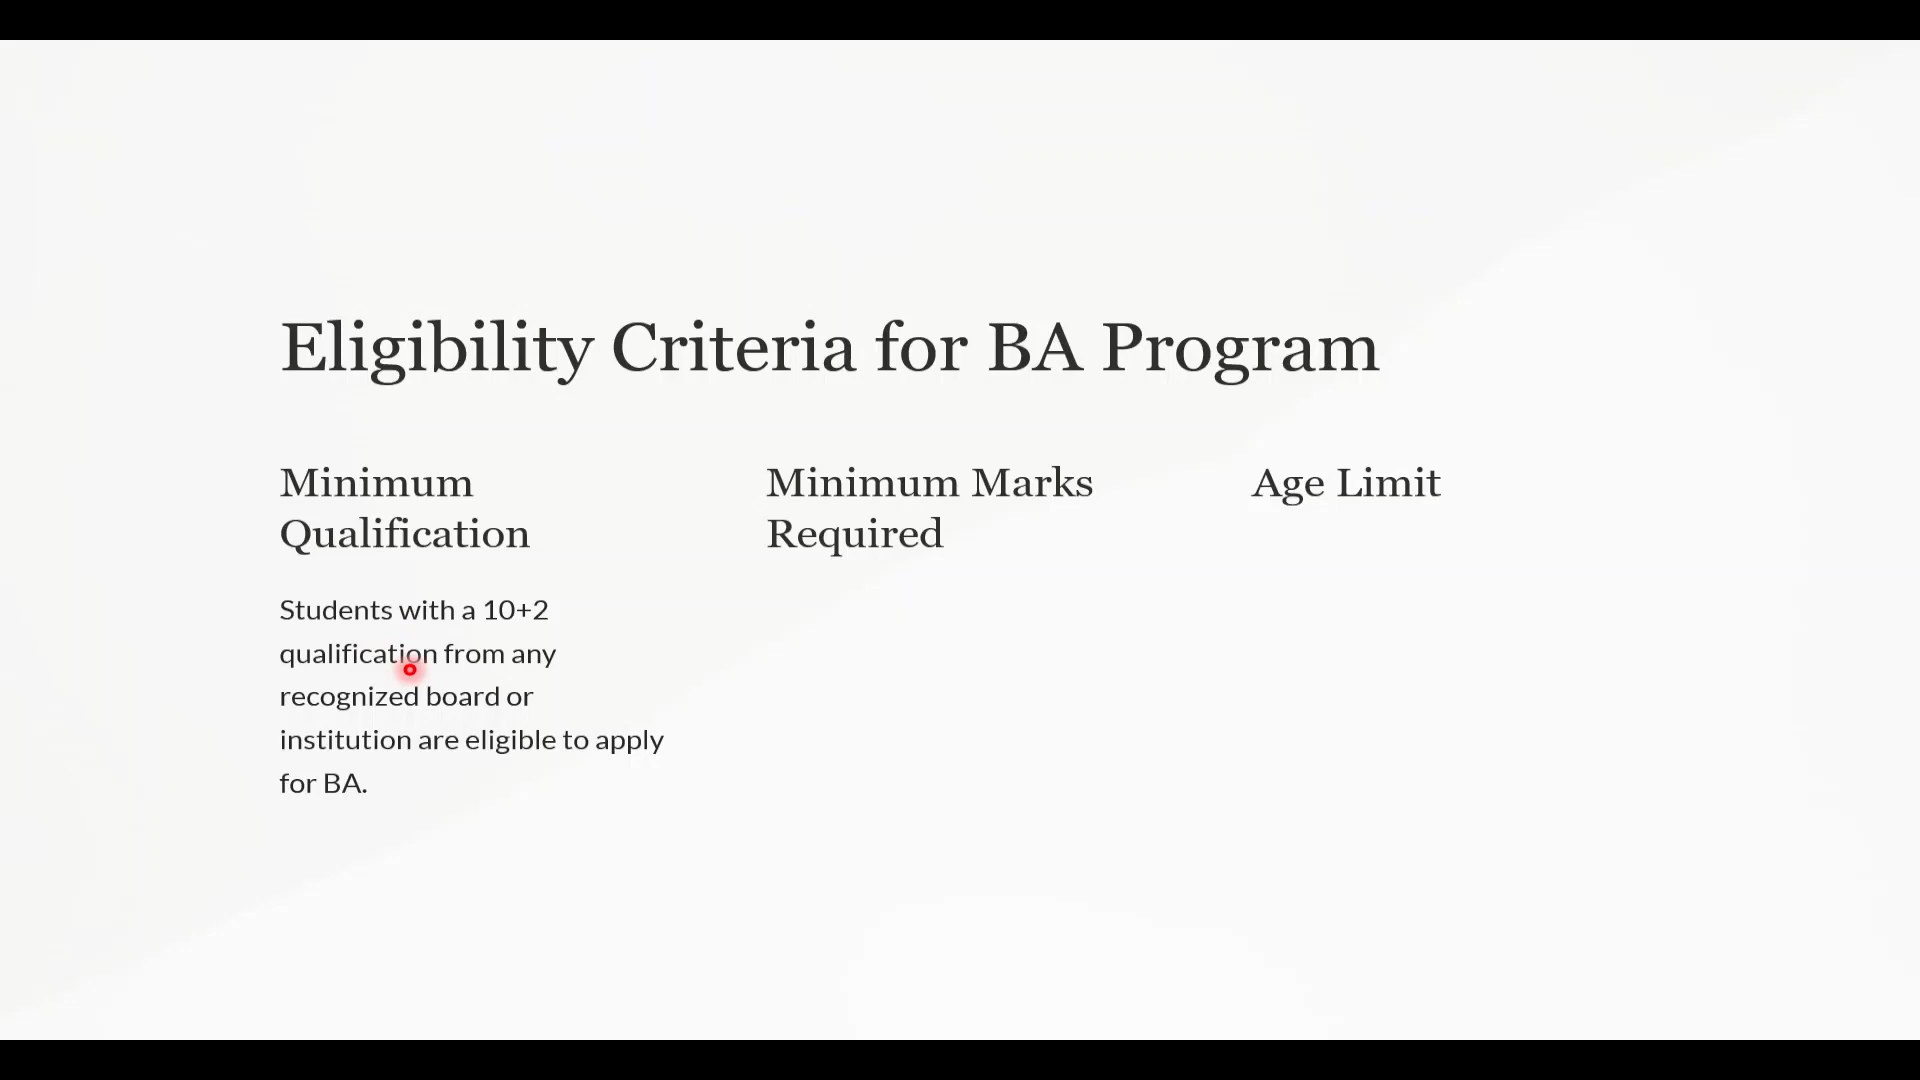 Eligibility Criteria for BA Program
Minimum
Qualification
Students with a 10+2
qualification from any
recognized board or
institution are eligible to apply
for BA.
Minimum Marks
Required
Age Limit